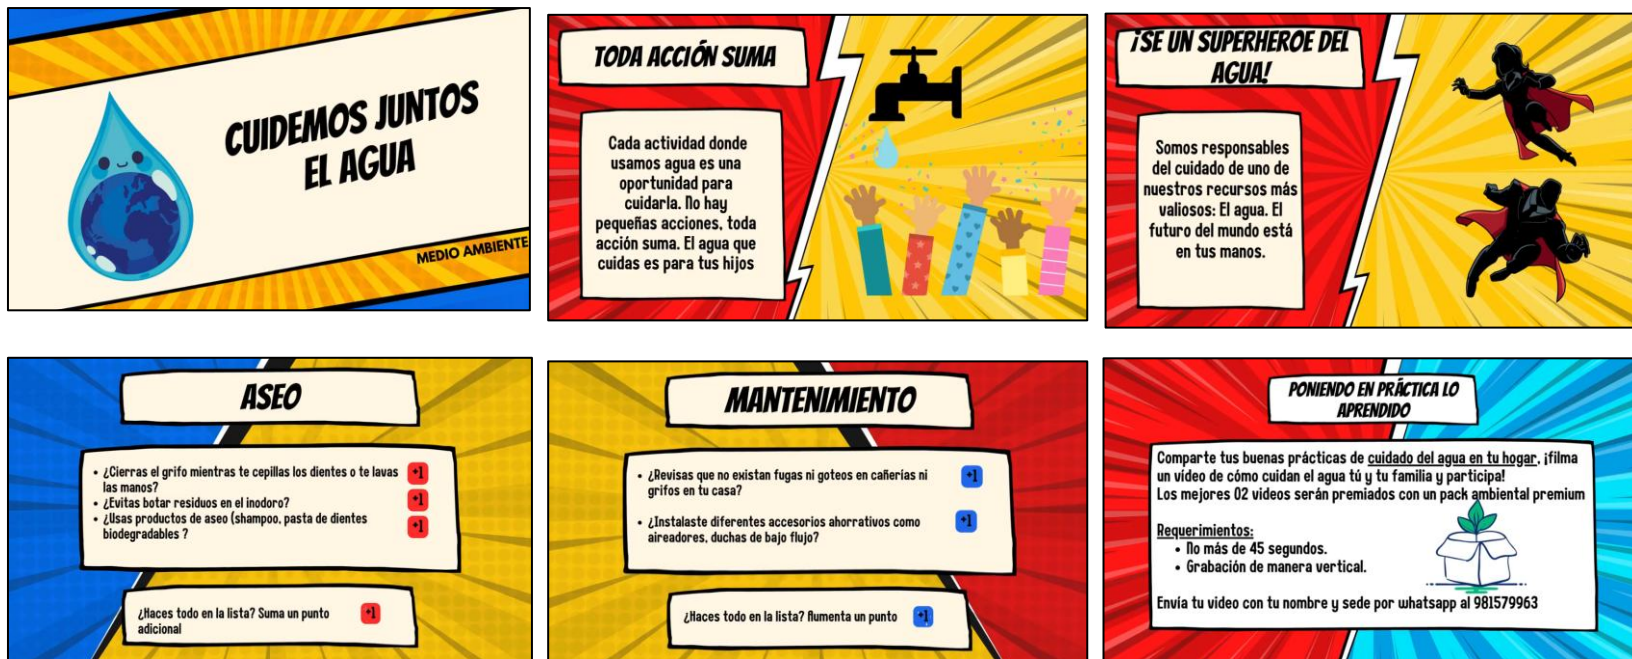 CUIDEMOS JUNTOS
EL AGUA
MEDIO AMBIENTE
TODA ACCIÓN SUMA
Cada actividad donde
usamos agua es una
oportunidad para
cuidarla. No hay
pequeñas acciones, toda
acción suma. El agua que
cuidas es para tus hijos
¡SE UN SUPERHEROE DEL
AGUA!
Somos responsables
del cuidado de uno de
nuestros recursos más
valiosos: El agua. El
futuro del mundo está
en tus manos.
ASEO
• ¿Cierras el grifo mientras te cepillas los dientes o te lavas
las manos?
+1
• ¿Evitas botar residuos en el inodoro?
+1
• ¿Usas productos de aseo (shampoo, pasta de dientes
biodegradables ?
+1
¿Haces todo en la lista? Suma un punto
adicional
+1
MANTENIMIENTO
• ¿Revisas que no existan fugas ni goteos en cañerías ni
grifos en tu casa?
+1
• ¿Instalaste diferentes accesorios ahorrativos como
aireadores, duchas de bajo flujo?
+1
¿Haces todo en la lista? Aumenta un punto
+1
PONIENDO EN PRÁCTICA LO
APRENDIDO
Comparte tus buenas prácticas de cuidado del agua en tu hogar, ¡filma
un vídeo de cómo cuidan el agua tú y tu familia y participa!
Los mejores 02 videos serán premiados con un pack ambiental premium
Requerimientos:
• No más de 45 segundos.
• Grabación de manera vertical.
Envía tu video con tu nombre y sede por whatsapp al 981579963